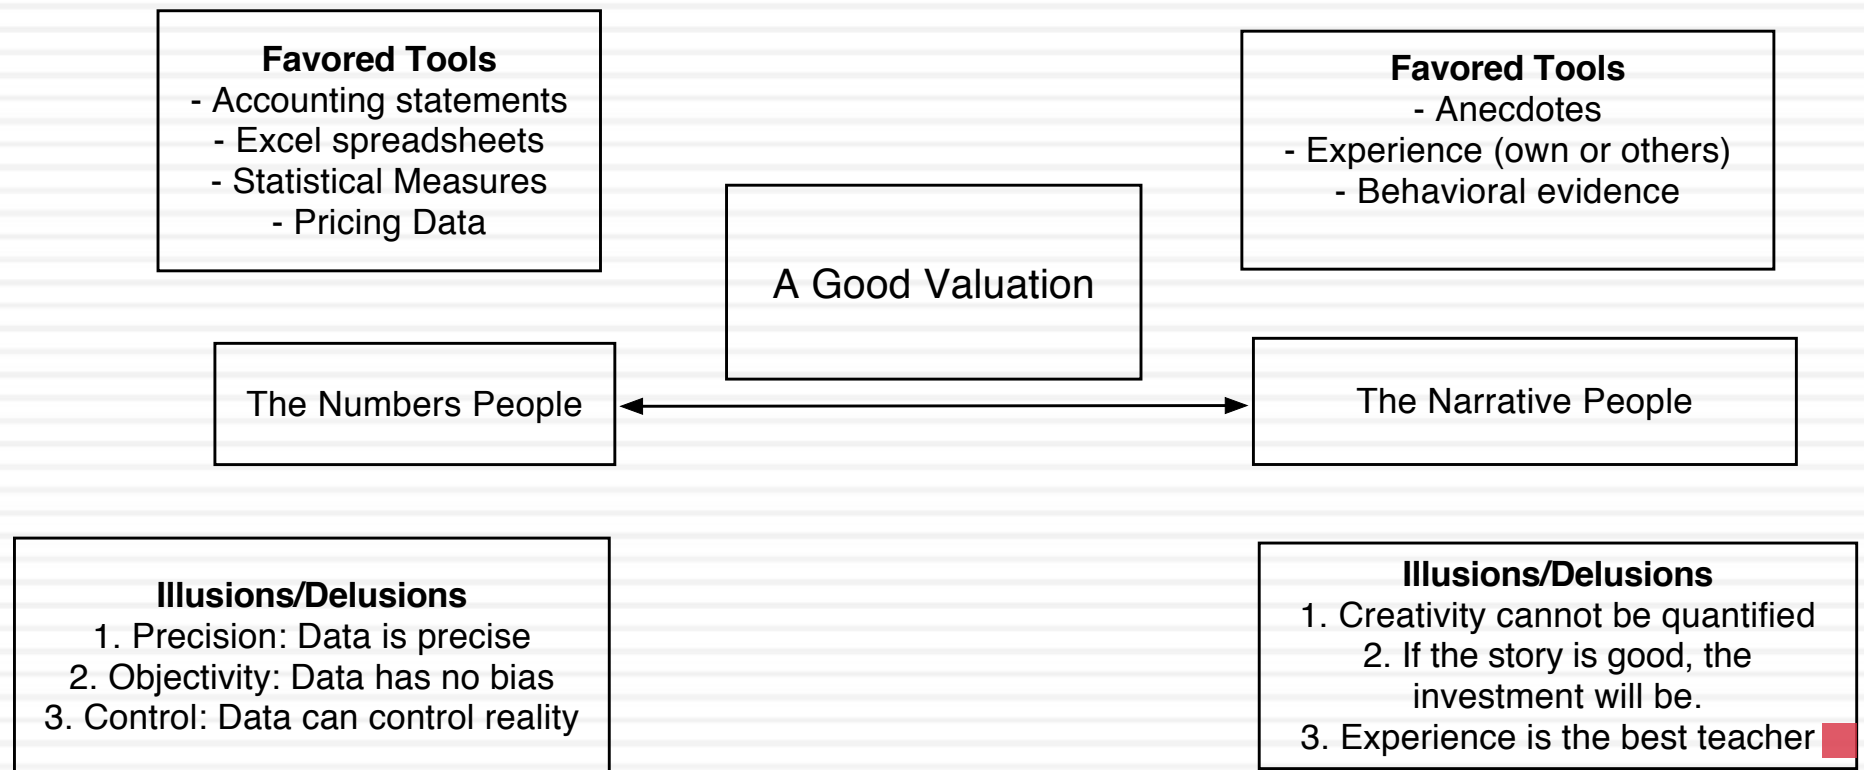 Favored Tools
- Accounting statements
- Excel spreadsheets
- Statistical Measures
- Pricing Data
Favored Tools
- Anecdotes
- Experience (own or others)
- Behavioral evidence
A Good Valuation
The Numbers People
The Narrative People
Illusions/Delusions
1. Precision: Data is precise
2. Objectivity: Data has no bias
3. Control: Data can control reality
Illusions/Delusions
1. Creativity cannot be quantified
2. If the story is good, the
investment will be.
3. Experience is the best teacher